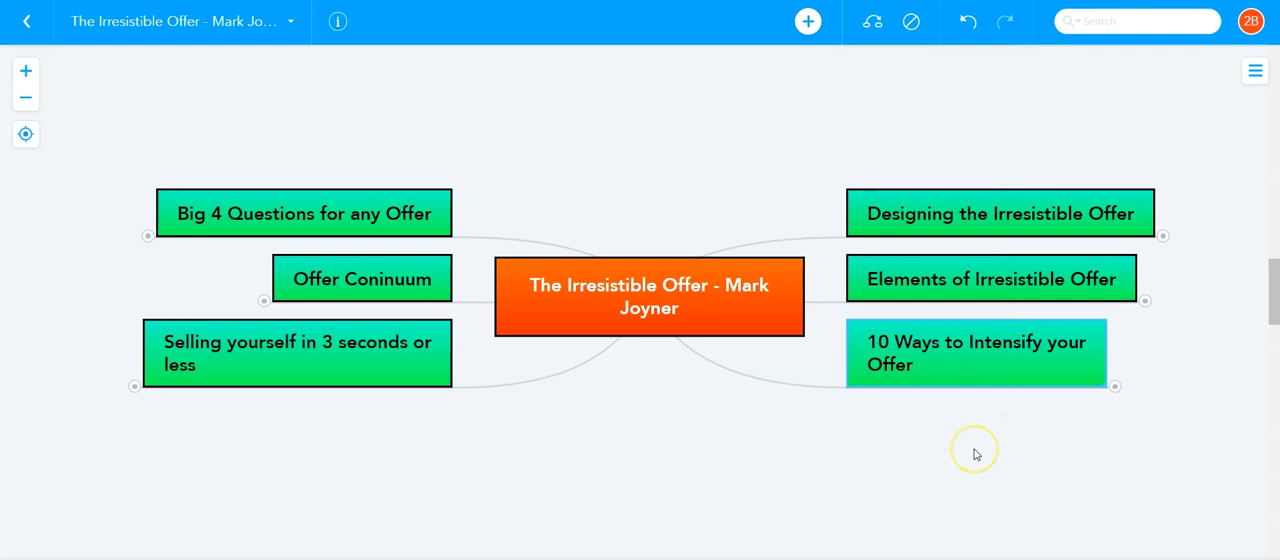 The Irresistible Offer - Mark Jo...
Search
2B
Big 4 Questions for any Offer
Offer Coninuum
Selling yourself in 3 seconds or
less
The Irresistible Offer - Mark
Joyner
Designing the Irresistible Offer
Elements of Irresistible Offer
10 Ways to Intensify your
Offer